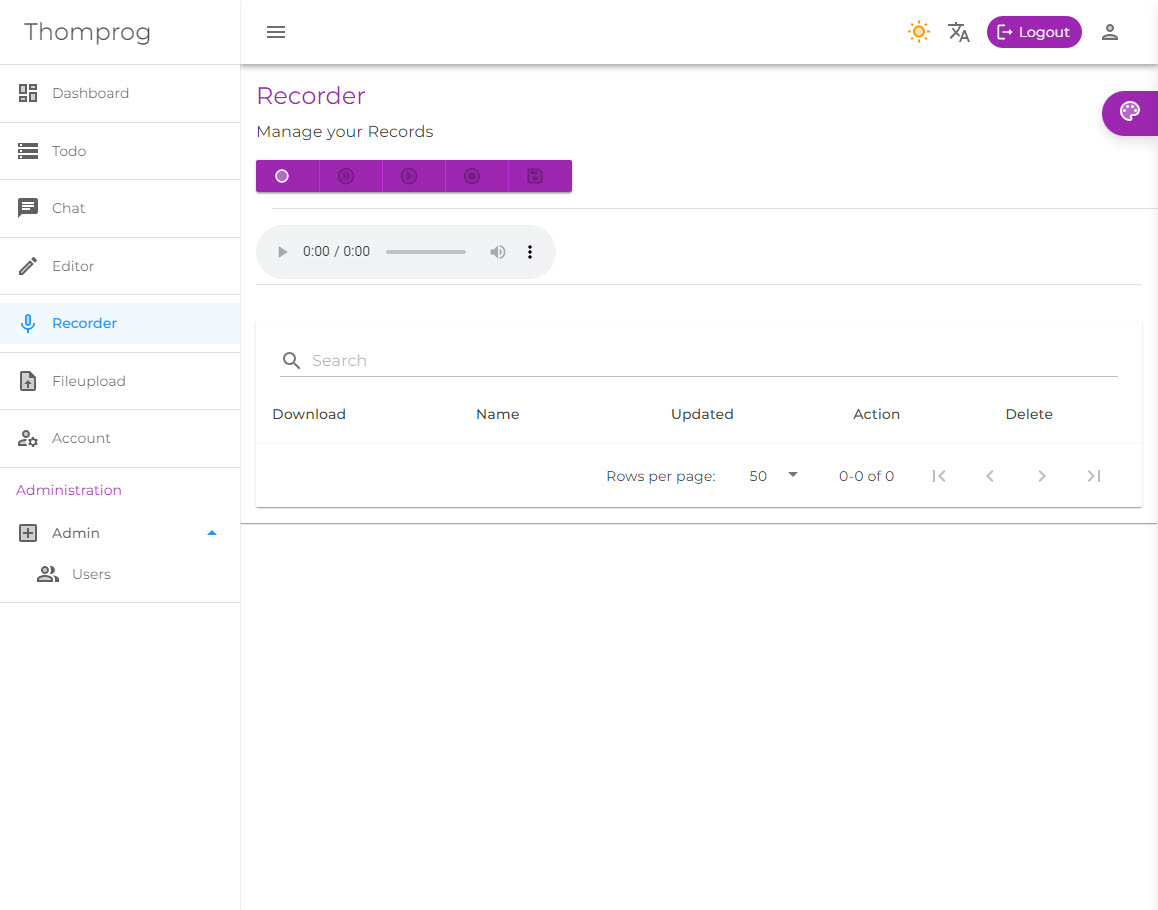 Thomprog
Logout
Dashboard
Todo
Chat
Editor
Recorder
Fileupload
Account
Administration
Admin
Users
Recorder
Manage your Records
0:00 / 0:00
Search
Download Name Updated Action Delete
Rows per page: 50 0-0 of 0